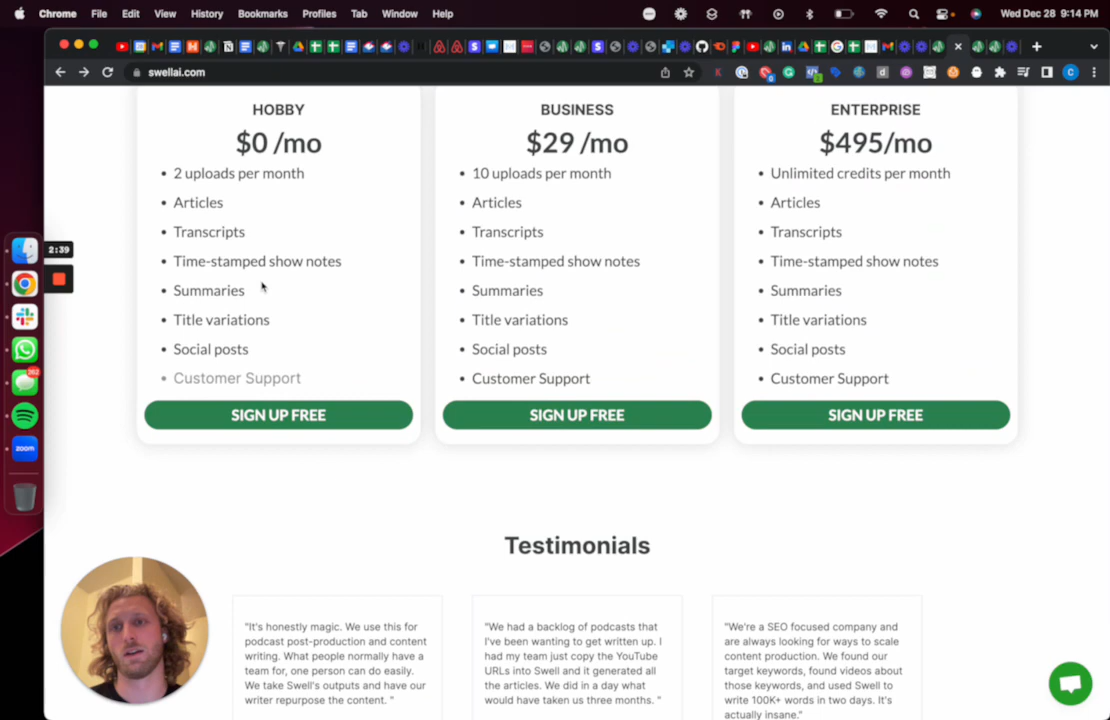 Chrome File Edit View History Bookmarks Profiles Tab Window Help Wed Dec 28 9:14 PM
swellai.com
HOBBY
$0 /mo
• 2 uploads per month
• Articles
• Transcripts
• Time-stamped show notes
• Summaries
• Title variations
• Social posts
• Customer Support
SIGN UP FREE
BUSINESS
$29 /mo
• 10 uploads per month
• Articles
• Transcripts
• Time-stamped show notes
• Summaries
• Title variations
• Social posts
• Customer Support
SIGN UP FREE
ENTERPRISE
$495/mo
• Unlimited credits per month
• Articles
• Transcripts
• Time-stamped show notes
• Summaries
• Title variations
• Social posts
• Customer Support
SIGN UP FREE
2:39
262
zoom
Testimonials
"It's honestly magic. We use this for
podcast post-production and content
writing. What people normally have a
team for, one person can do easily.
We take Swell's outputs and have our
writer repurpose the content. "
"We had a backlog of podcasts that
I've been wanting to get written up. I
had my team just copy the YouTube
URLs into Swell and it generated all
the articles. We did in a day what
would have taken us three months. "
"We're a SEO focused company and
are always looking for ways to scale
content production. We found our
target keywords, found videos about
those keywords, and used Swell to
write 100K+ words in two days. It's
actually insane."